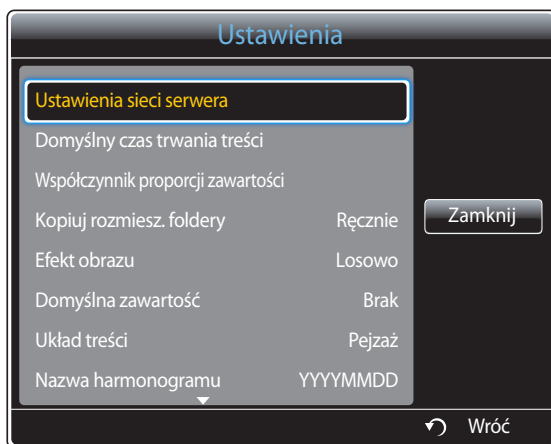 Ustawienia
Ustawienia sieci serwera
Domyślny czas trwania treści
Współczynnik proporcji zawartości
Kopiuj rozmiesz. foldery Ręcznie
Efekt obrazu Losowo
Domyślna zawartość Brak
Układ treści Pejzaż
Nazwa harmonogramu YYYYMMDD
Zamknij
Wróć